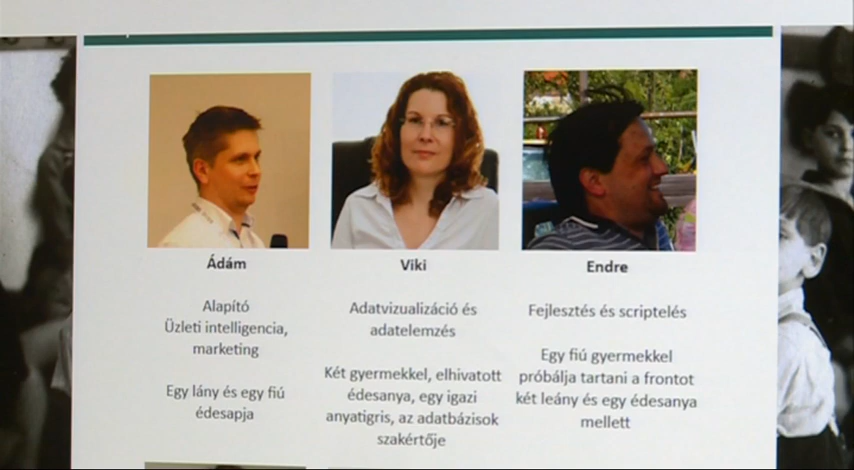 Ádám
Alapító
Üzleti intelligencia,
marketing
Egy lány és egy fiú
édesapja
Viki
Adatvizualizáció és
adatelemzés
Két gyermekkel, elhivatott
édesanya, egy igazi
anyatigris, az adatbázisok
szakértője
Endre
Fejlesztés és scriptelés
Egy fiú gyermekkel
próbálja tartani a frontot
két leány és egy édesanya
mellett